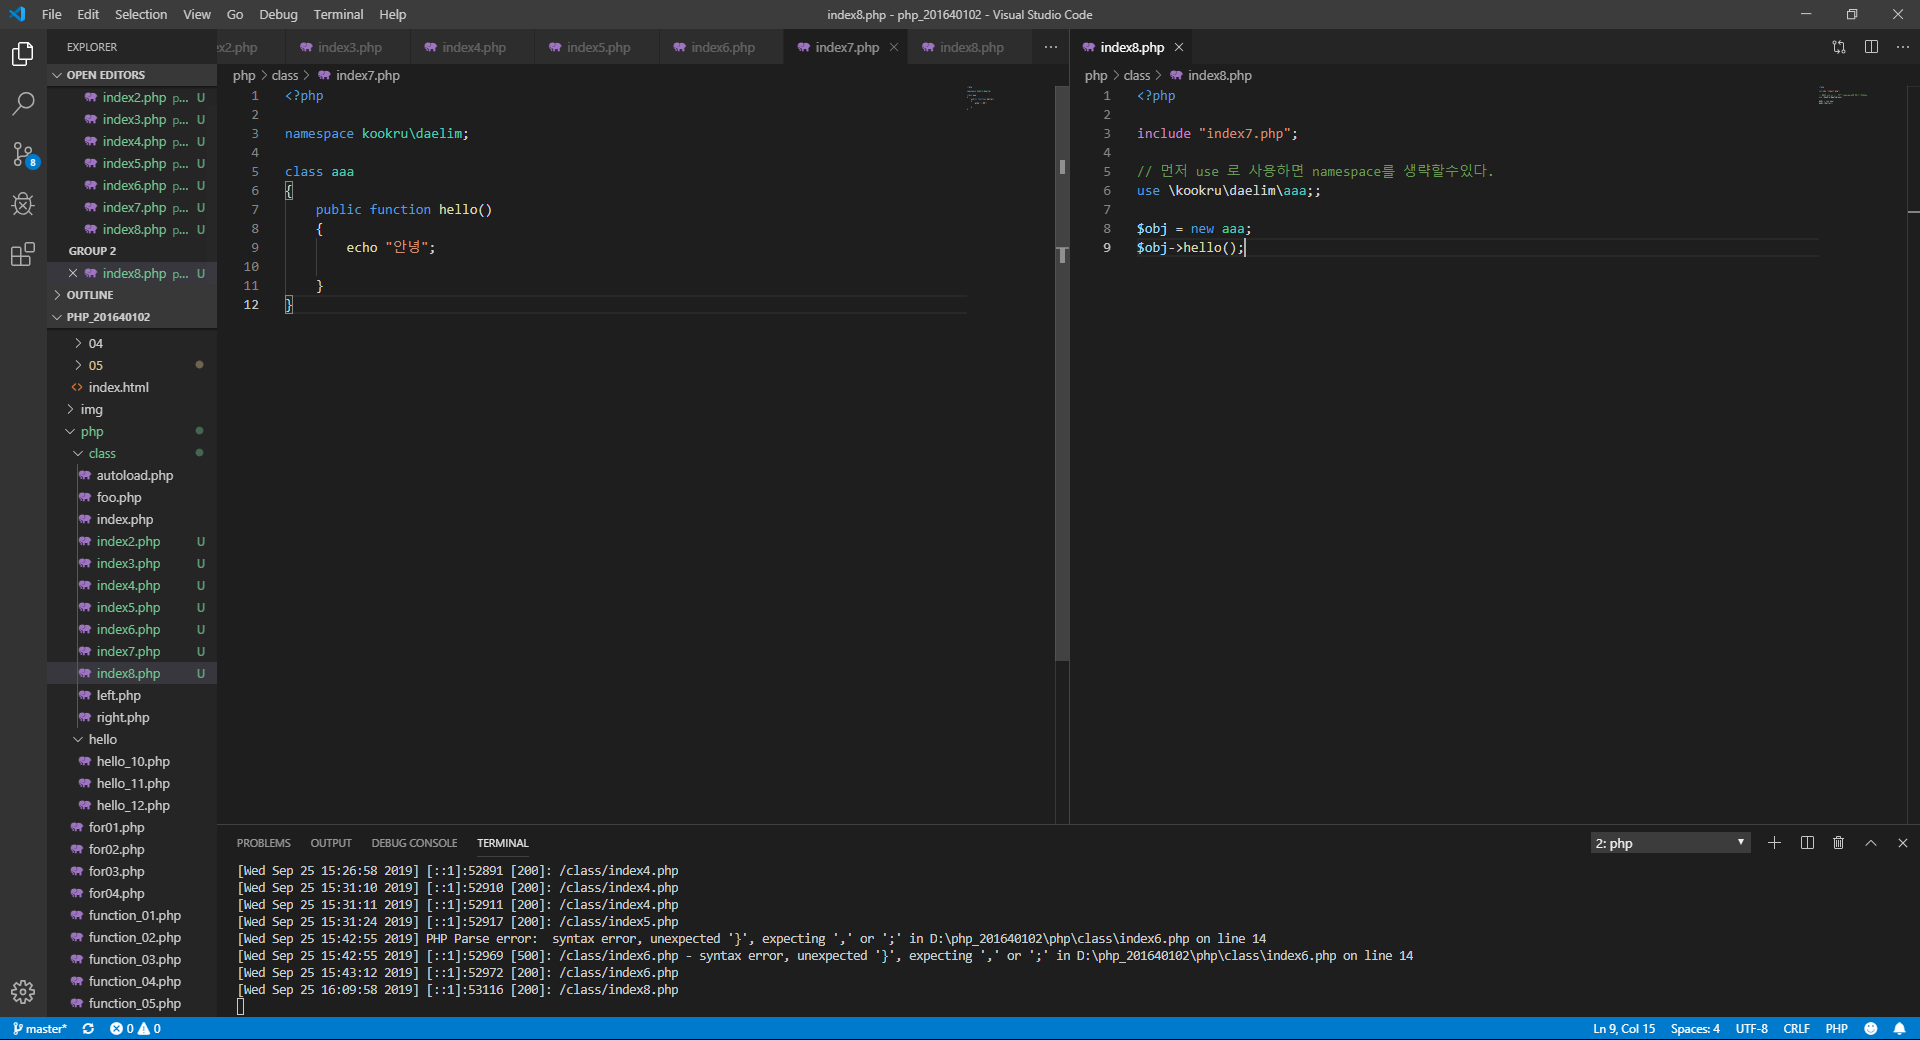 File Edit Selection View Go Debug Terminal Help
index8.php - php_201640102 - Visual Studio Code
EXPLORER
OPEN EDITORS
index2.php p... U
index3.php p... U
index4.php p... U
index5.php p... U
index6.php p... U
index7.php p... U
index8.php p... U
GROUP 2
index8.php p... U
OUTLINE
PHP_201640102
04
05
index.html
img
php
class
autoload.php
foo.php
index.php
index2.php U
index3.php U
index4.php U
index5.php U
index6.php U
index7.php U
index8.php U
left.php
right.php
hello
hello_10.php
hello_11.php
hello_12.php
for01.php
for02.php
for03.php
for04.php
function_01.php
function_02.php
function_03.php
function_04.php
function_05.php
8
ex2.php index3.php index4.php index5.php index6.php index7.php index8.php ...
php > class > index7.php
1 <?php
2
3 namespace kookru\daelim;
4
5 class aaa
6 {
7 public function hello()
8 {
9 echo "안녕";
10
11 }
12 }
index8.php
php > class > index8.php
1 <?php
2
3 include "index7.php";
4
5 // 먼저 use 로 사용하면 namespace를 생략할수있다.
6 use \kookru\daelim\aaa;;
7
8 $obj = new aaa;
9 $obj->hello();
PROBLEMS OUTPUT DEBUG CONSOLE TERMINAL
2: php
[Wed Sep 25 15:26:58 2019] [::1]:52891 [200]: /class/index4.php
[Wed Sep 25 15:31:10 2019] [::1]:52910 [200]: /class/index4.php
[Wed Sep 25 15:31:11 2019] [::1]:52911 [200]: /class/index4.php
[Wed Sep 25 15:31:24 2019] [::1]:52917 [200]: /class/index5.php
[Wed Sep 25 15:42:55 2019] PHP Parse error:  syntax error, unexpected '}', expecting ',' or ';' in D:\php_201640102\php\class\index6.php on line 14
[Wed Sep 25 15:42:55 2019] [::1]:52969 [500]: /class/index6.php - syntax error, unexpected '}', expecting ',' or ';' in D:\php_201640102\php\class\index6.php on line 14
[Wed Sep 25 15:43:12 2019] [::1]:52972 [200]: /class/index6.php
[Wed Sep 25 16:09:58 2019] [::1]:53116 [200]: /class/index8.php
master* 0 0
Ln 9, Col 15 Spaces: 4 UTF-8 CRLF PHP